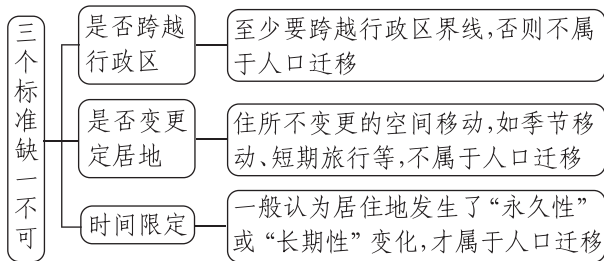 三个标准缺一不可
是否跨越
行政区
至少要跨越行政区界线,否则不属
于人口迁移
是否变更
定居地
住所不变更的空间移动,如季节移
动、短期旅行等,不属于人口迁移
时间限定
一般认为居住地发生了“永久性”
或“长期性”变化,才属于人口迁移